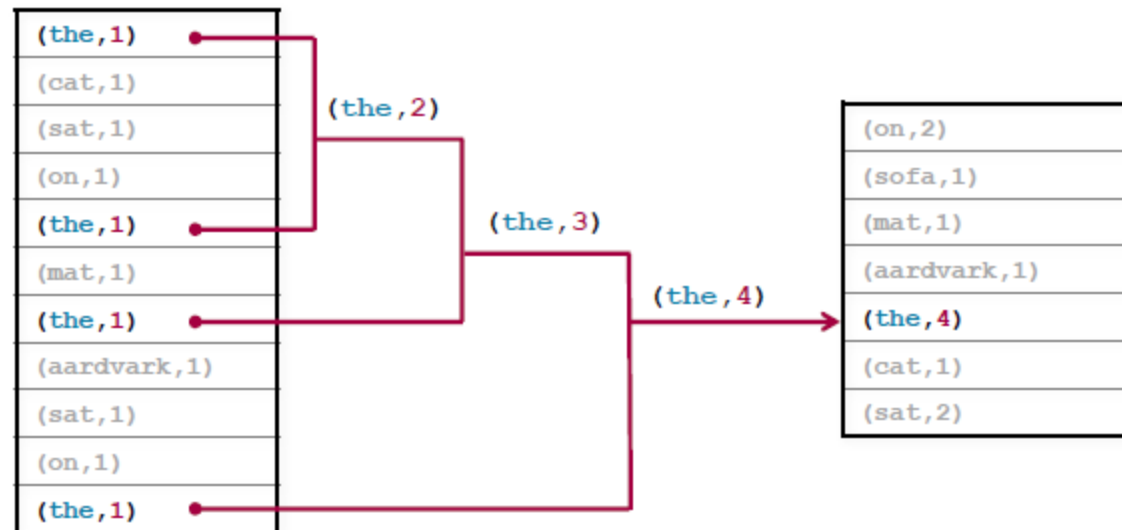 (the,1)
(cat,1)
(sat,1)
(on,1)
(the,1)
(mat,1)
(the,1)
(aardvark,1)
(sat,1)
(on,1)
(the,1)
(the,2)
(the,3)
(the,4)
(on,2)
(sofa,1)
(mat,1)
(aardvark,1)
(the,4)
(cat,1)
(sat,2)